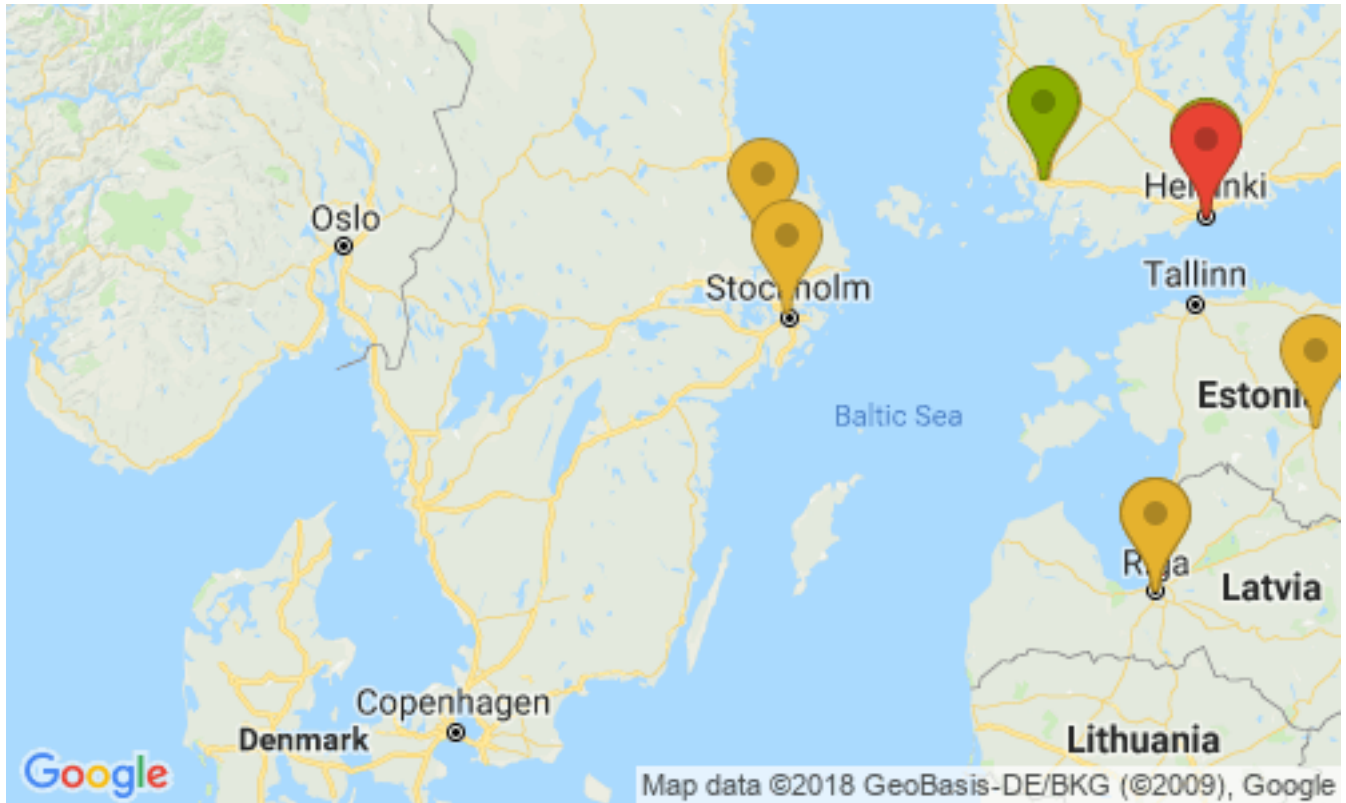 Helsinki
Oslo
Stockholm
Tallinn
Estonia
Baltic Sea
Riga
Latvia
Copenhagen
Denmark
Lithuania
Google
Map data ©2018 GeoBasis-DE/BKG (©2009), Google